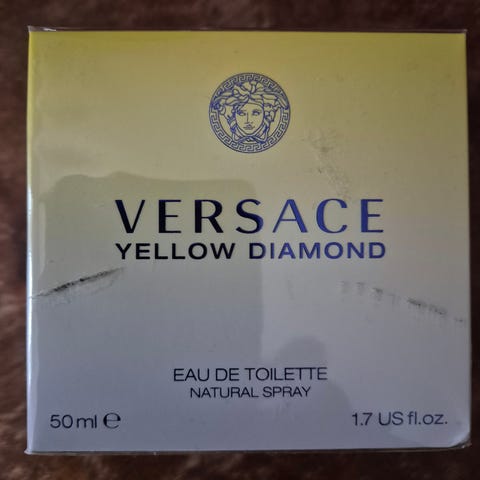 VERSACE
YELLOW DIAMOND
EAU DE TOILETTE
NATURAL SPRAY
50 ml ℮
1.7 US fl.oz.